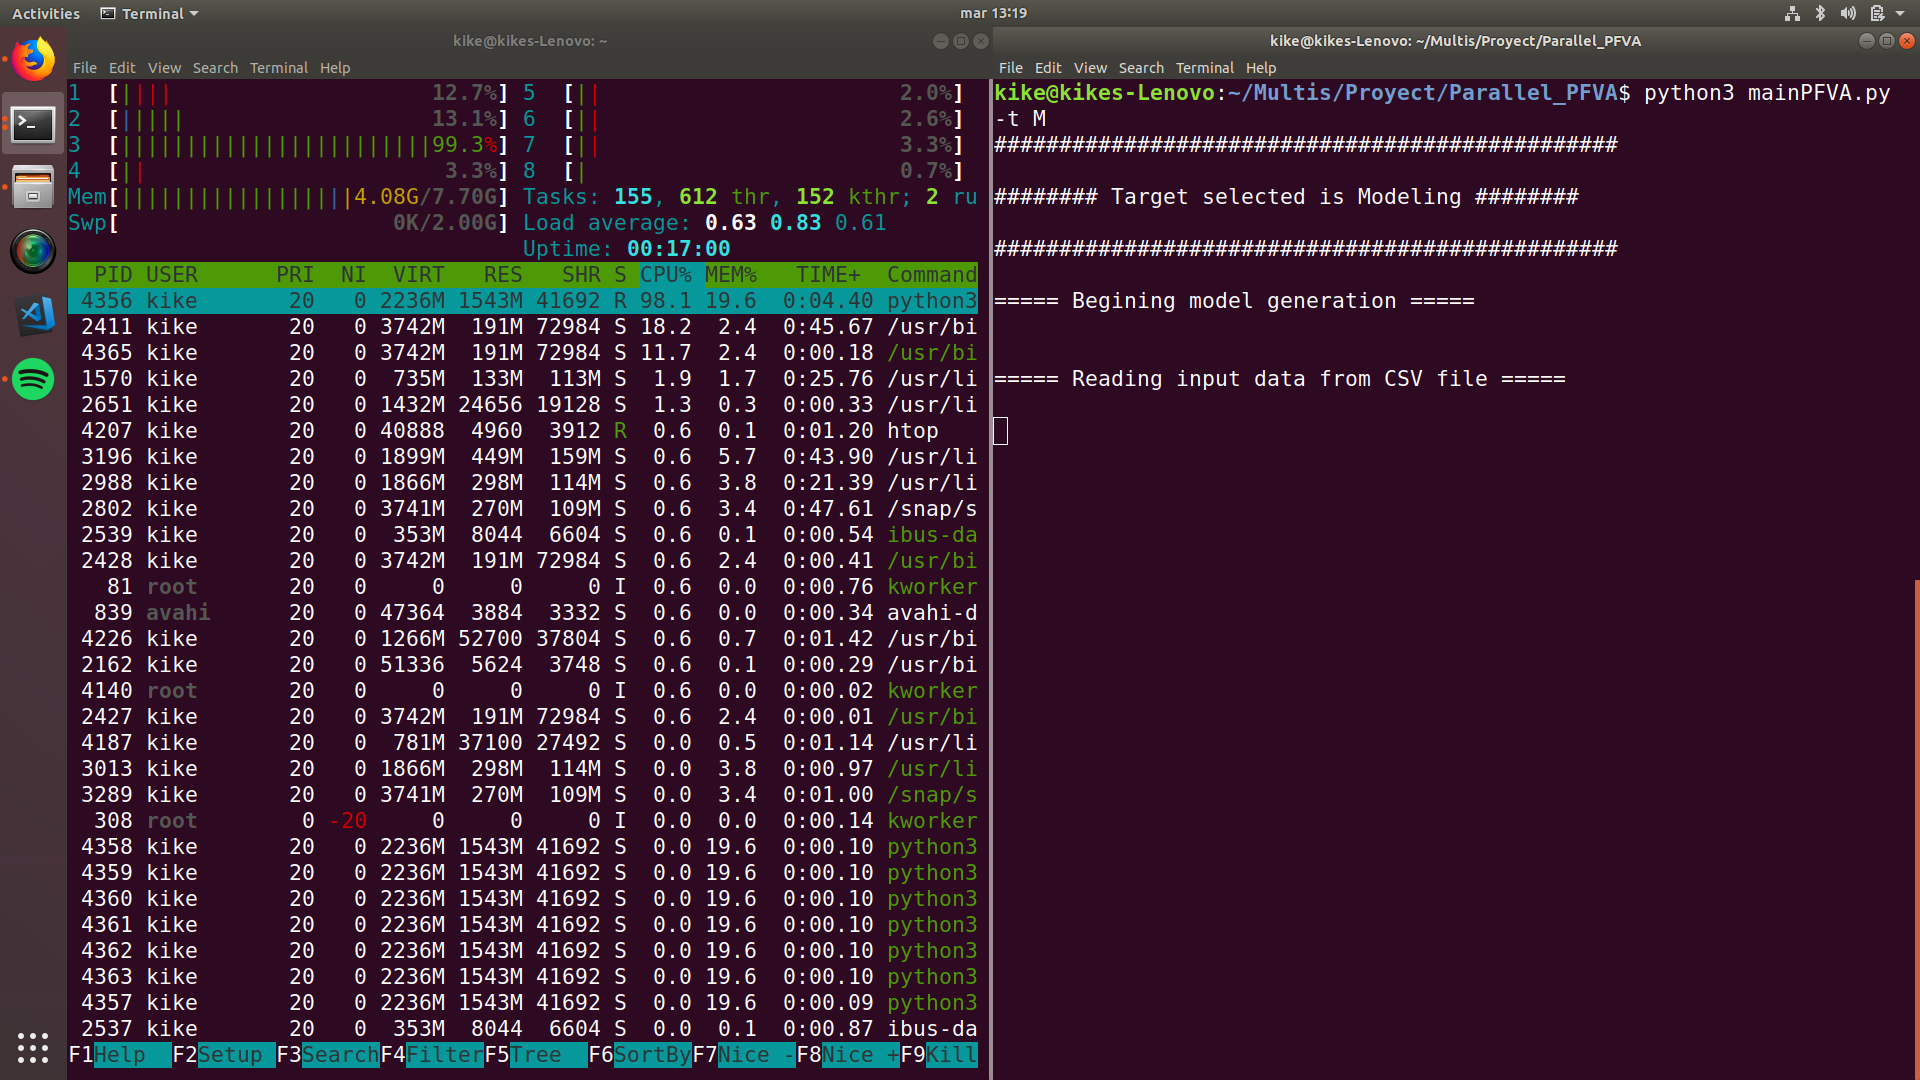 Activities Terminal mar 13:19
kike@kikes-Lenovo: ~
File Edit View Search Terminal Help
1 [|||| 12.7%] 5 [|| 2.0%]
2 [||||| 13.1%] 6 [|| 2.6%]
3 [||||||||||||||||||||||||99.3%] 7 [|| 3.3%]
4 [|| 3.3%] 8 [| 0.7%]
Mem[||||||||||||||||||4.08G/7.70G] Tasks: 155, 612 thr, 152 kthr; 2 ru
Swp[ 0K/2.00G] Load average: 0.63 0.83 0.61
Uptime: 00:17:00
PID USER PRI NI VIRT RES SHR S CPU% MEM% TIME+ Command
4356 kike 20 0 2236M 1543M 41692 R 98.1 19.6 0:04.40 python3
2411 kike 20 0 3742M 191M 72984 S 18.2 2.4 0:45.67 /usr/bi
4365 kike 20 0 3742M 191M 72984 S 11.7 2.4 0:00.18 /usr/bi
1570 kike 20 0 735M 133M 113M S 1.9 1.7 0:25.76 /usr/li
2651 kike 20 0 1432M 24656 19128 S 1.3 0.3 0:00.33 /usr/li
4207 kike 20 0 40888 4960 3912 R 0.6 0.1 0:01.20 htop
3196 kike 20 0 1899M 449M 159M S 0.6 5.7 0:43.90 /usr/li
2988 kike 20 0 1866M 298M 114M S 0.6 3.8 0:21.39 /usr/li
2802 kike 20 0 3741M 270M 109M S 0.6 3.4 0:47.61 /snap/s
2539 kike 20 0 353M 8044 6604 S 0.6 0.1 0:00.54 ibus-da
2428 kike 20 0 3742M 191M 72984 S 0.6 2.4 0:00.41 /usr/bi
81 root 20 0 0 0 0 I 0.6 0.0 0:00.76 kworker
839 avahi 20 0 47364 3884 3332 S 0.6 0.0 0:00.34 avahi-d
4226 kike 20 0 1266M 52700 37804 S 0.6 0.7 0:01.42 /usr/bi
2162 kike 20 0 51336 5624 3748 S 0.6 0.1 0:00.29 /usr/bi
4140 root 20 0 0 0 0 I 0.6 0.0 0:00.02 kworker
2427 kike 20 0 3742M 191M 72984 S 0.6 2.4 0:00.01 /usr/bi
4187 kike 20 0 781M 37100 27492 S 0.0 0.5 0:01.14 /usr/li
3013 kike 20 0 1866M 298M 114M S 0.0 3.8 0:00.97 /usr/li
3289 kike 20 0 3741M 270M 109M S 0.0 3.4 0:01.00 /snap/s
308 root 0 -20 0 0 0 I 0.0 0.0 0:00.14 kworker
4358 kike 20 0 2236M 1543M 41692 S 0.0 19.6 0:00.10 python3
4359 kike 20 0 2236M 1543M 41692 S 0.0 19.6 0:00.10 python3
4360 kike 20 0 2236M 1543M 41692 S 0.0 19.6 0:00.10 python3
4361 kike 20 0 2236M 1543M 41692 S 0.0 19.6 0:00.10 python3
4362 kike 20 0 2236M 1543M 41692 S 0.0 19.6 0:00.10 python3
4363 kike 20 0 2236M 1543M 41692 S 0.0 19.6 0:00.10 python3
4357 kike 20 0 2236M 1543M 41692 S 0.0 19.6 0:00.09 python3
2537 kike 20 0 353M 8044 6604 S 0.0 0.1 0:00.87 ibus-da
F1Help F2Setup F3SearchF4FilterF5Tree F6SortByF7Nice -F8Nice +F9Kill
kike@kikes-Lenovo: ~/Multis/Proyect/Parallel_PFVA
File Edit View Search Terminal Help
kike@kikes-Lenovo:~/Multis/Proyect/Parallel_PFVA$ python3 mainPFVA.py
-t M
################################################
######## Target selected is Modeling ########
################################################
===== Begining model generation =====
===== Reading input data from CSV file =====